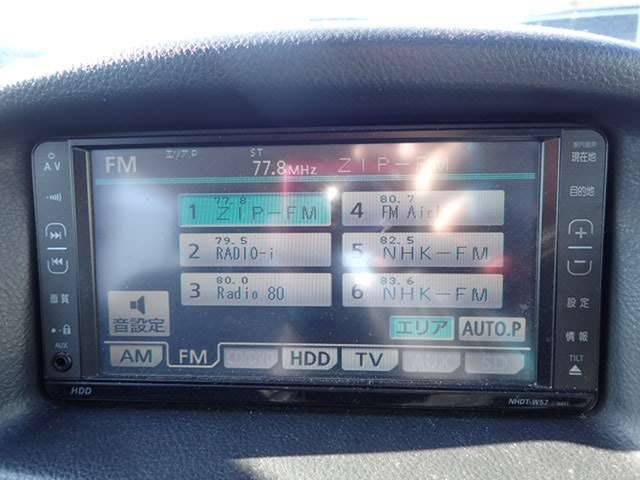 AV
画質
AUX
HDD
FM エリアP ST 77.8MHz ZIP-FM
1 77.8 ZIP-FM
2 79.5 RADIO-i
3 80.0 Radio 80
4 80.7 FM
5 82.5 NHK-FM
6 83.6 NHK-FM
音設定
エリア AUTO.P
AM FM HDD TV AUX
現在地
目的地
+
−
設定
情報
TILT
NHDT-W57